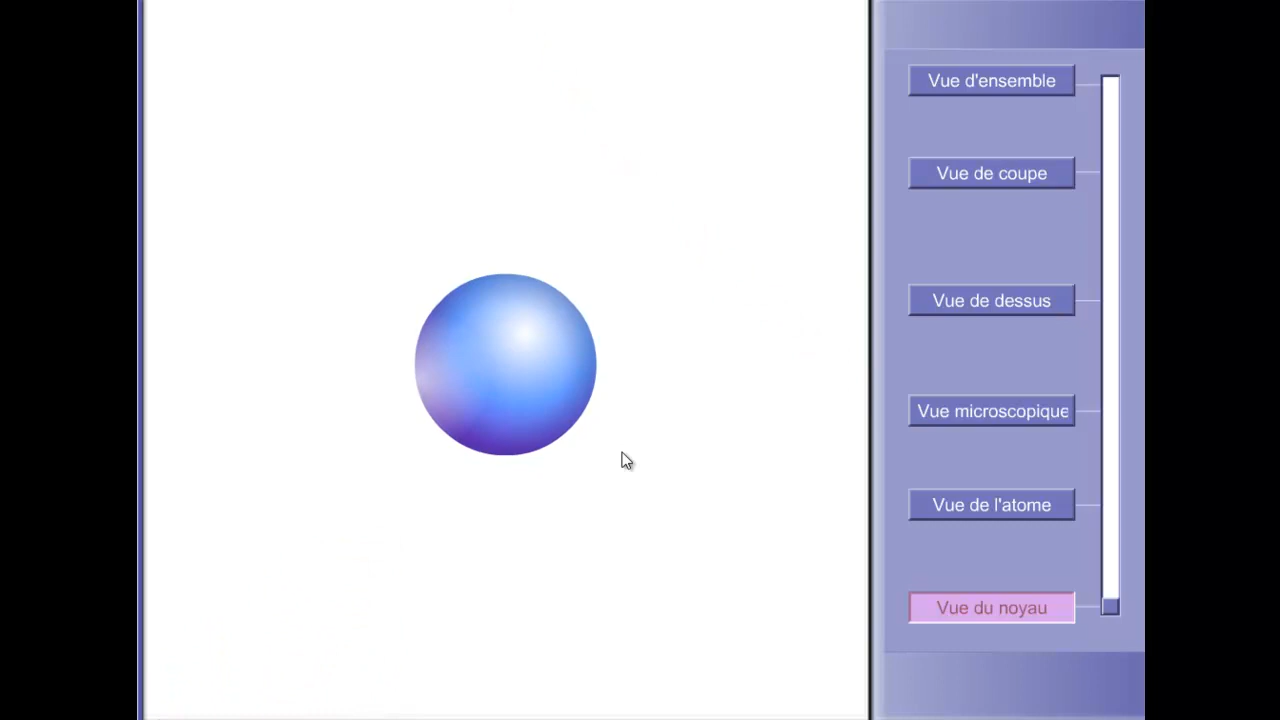 Vue d'ensemble
Vue de coupe
Vue de dessus
Vue microscopique
Vue de l'atome
Vue du noyau